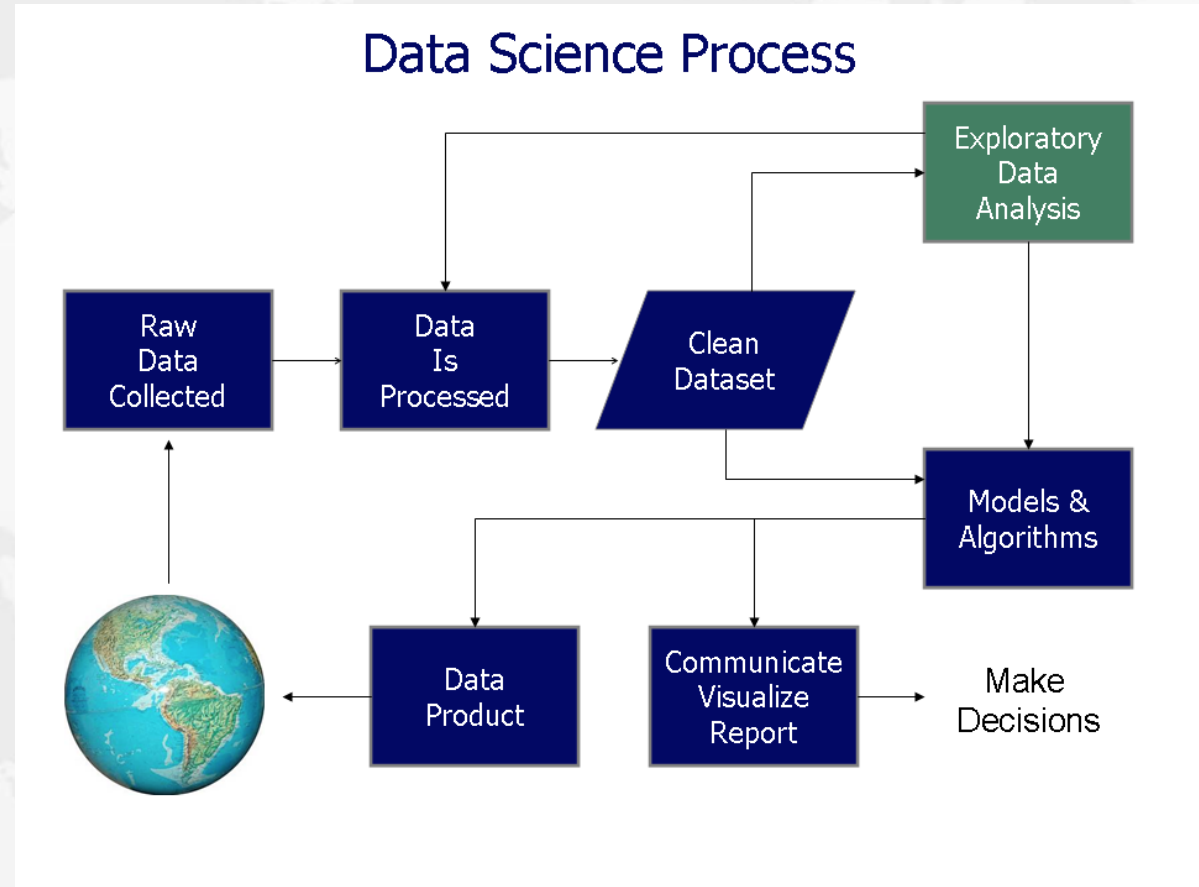 Data Science Process
Exploratory
Data
Analysis
Raw
Data
Collected
Data
Is
Processed
Clean
Dataset
Models &
Algorithms
Data
Product
Communicate
Visualize
Report
Make
Decisions